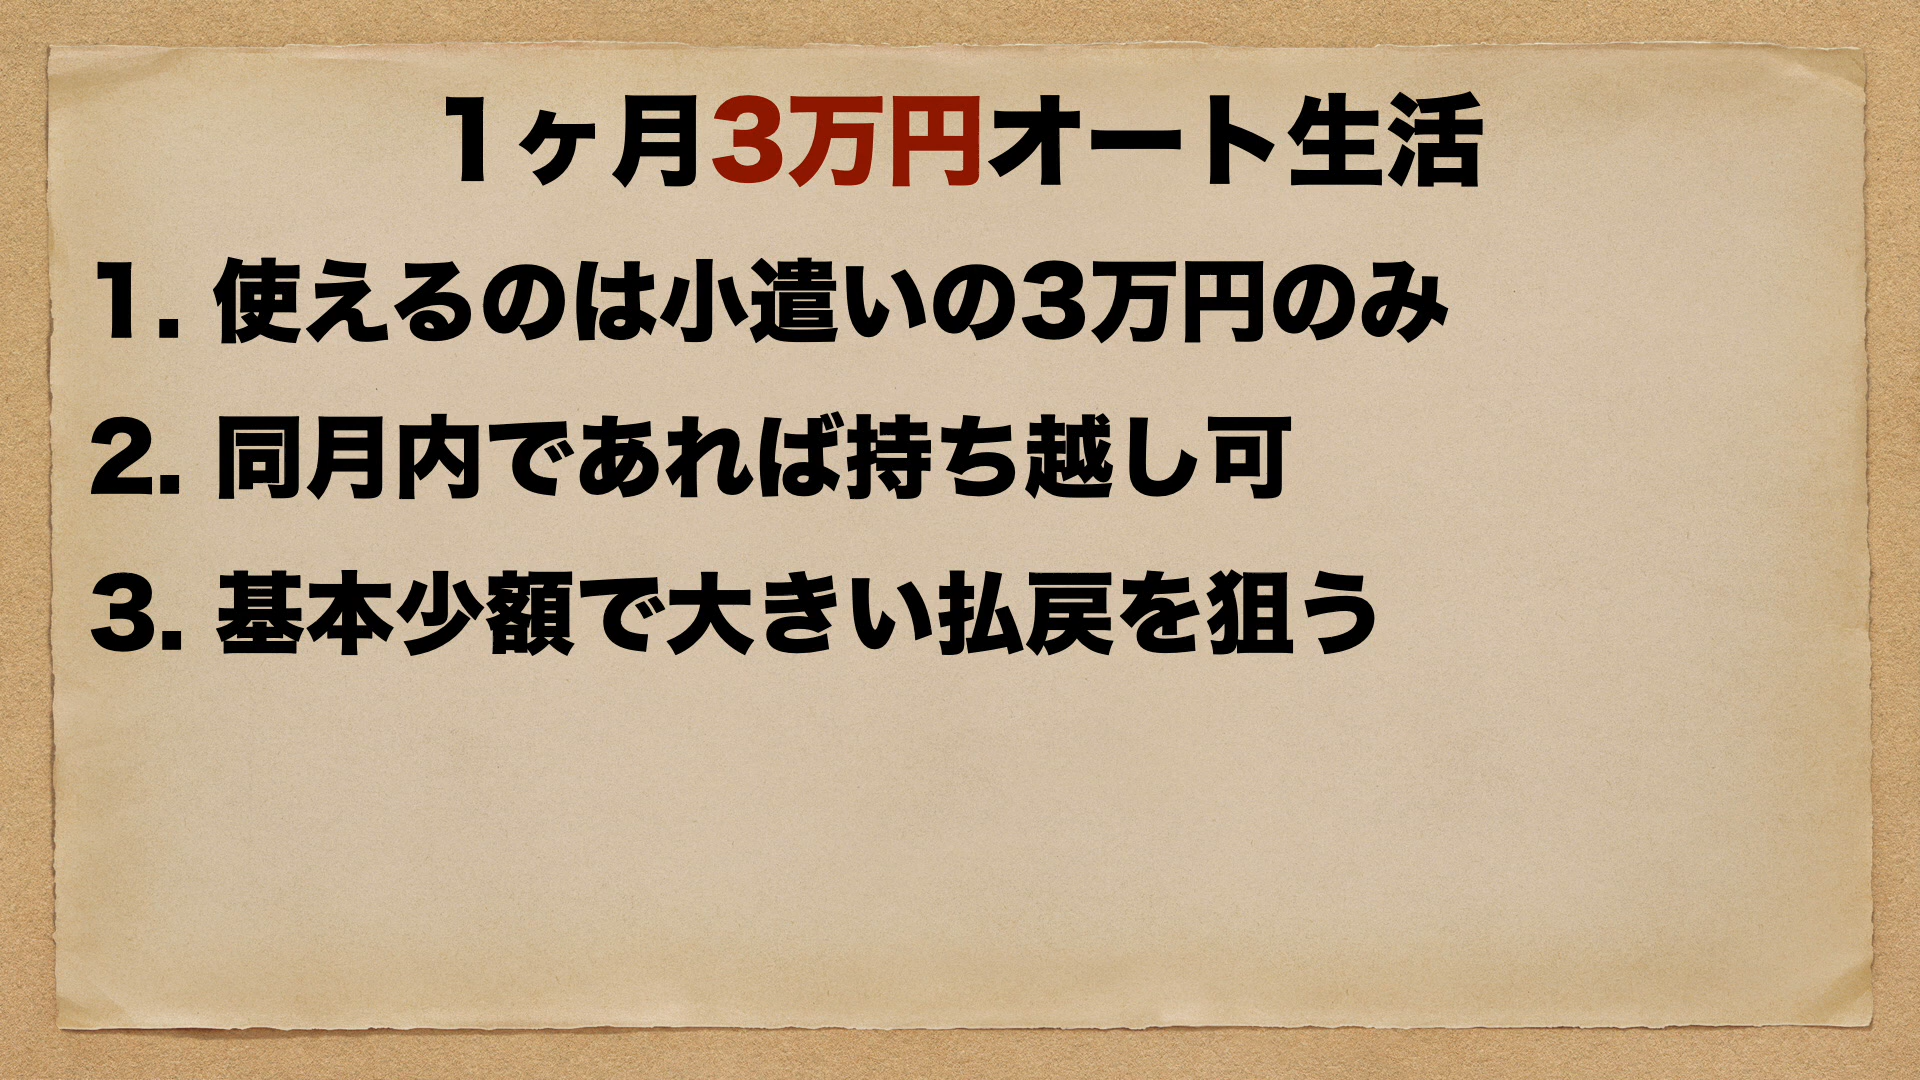 1ヶ月3万円オート生活
1. 使えるのは小遣いの3万円のみ
2. 同月内であれば持ち越し可
3. 基本少額で大きい払戻を狙う